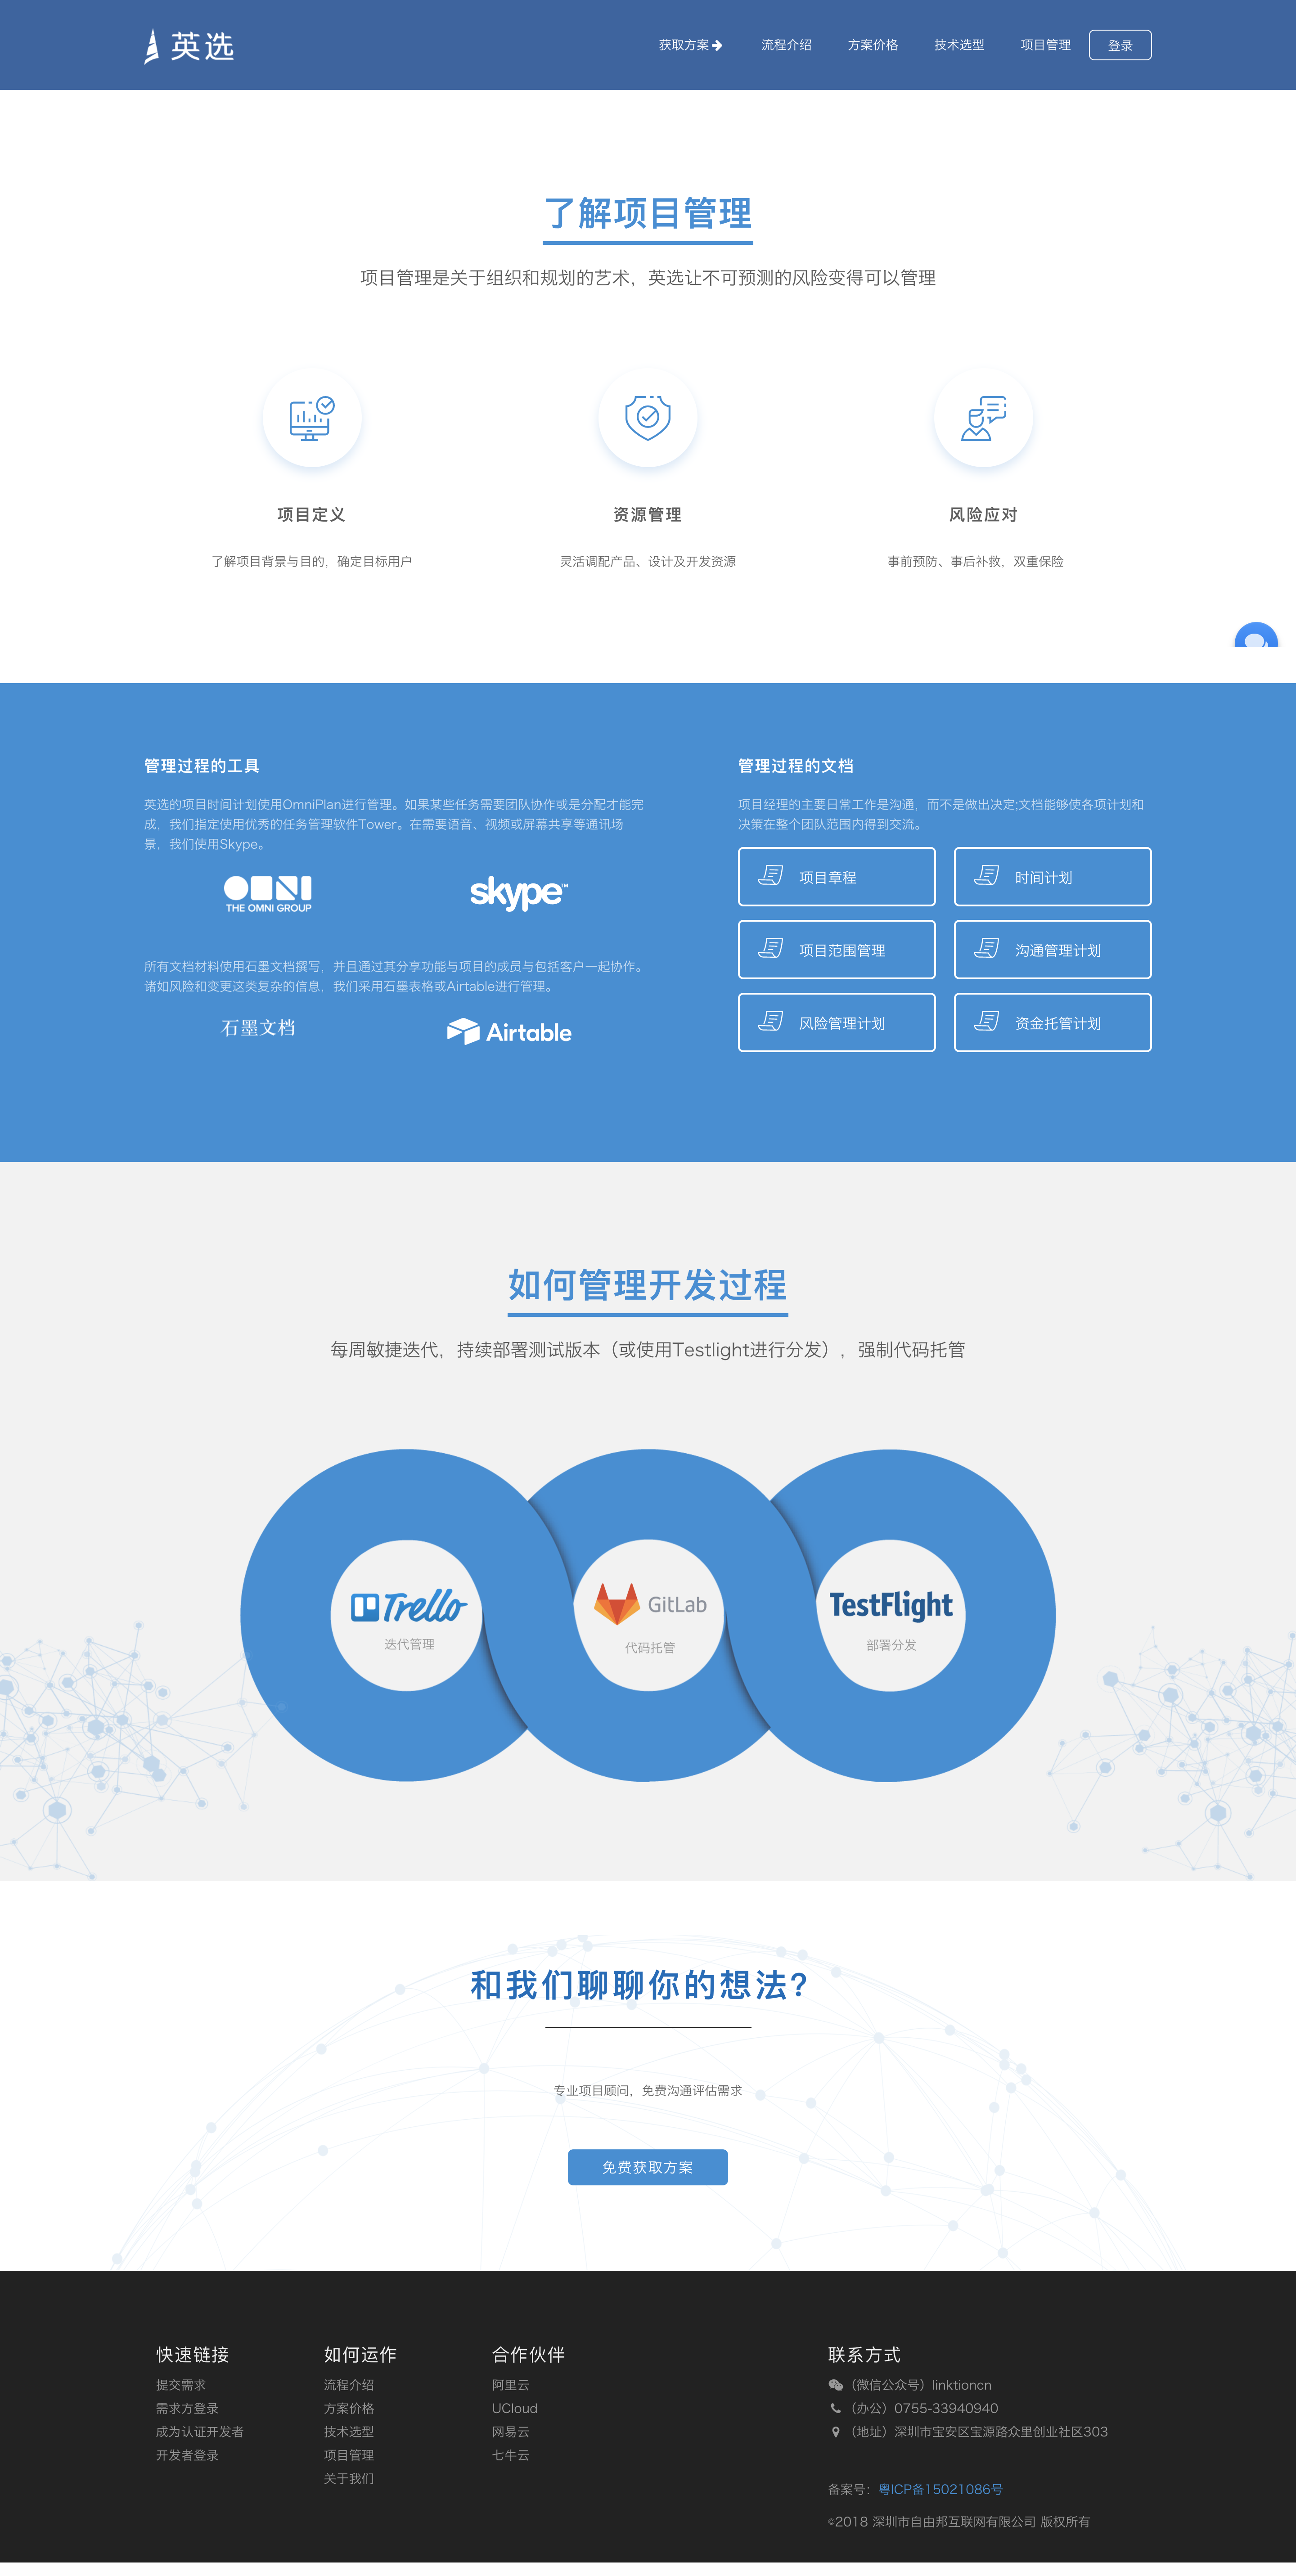 英选
获取方案 流程介绍 方案价格 技术选型 项目管理 登录
了解项目管理
项目管理是关于组织和规划的艺术，英选让不可预测的风险变得可以管理
项目定义
了解项目背景与目的，确定目标用户
资源管理
灵活调配产品、设计及开发资源
风险应对
事前预防、事后补救，双重保险
管理过程的工具
英选的项目时间计划使用OmniPlan进行管理。如果某些任务需要团队协作或是分配才能完
成，我们指定使用优秀的任务管理软件Tower。在需要语音、视频或屏幕共享等通讯场
景，我们使用Skype。
OMNI
THE OMNI GROUP
skype™
所有文档材料使用石墨文档撰写，并且通过其分享功能与项目的成员与包括客户一起协作。
诸如风险和变更这类复杂的信息，我们采用石墨表格或Airtable进行管理。
石墨文档
Airtable
管理过程的文档
项目经理的主要日常工作是沟通，而不是做出决定;文档能够使各项计划和
决策在整个团队范围内得到交流。
项目章程
时间计划
项目范围管理
沟通管理计划
风险管理计划
资金托管计划
如何管理开发过程
每周敏捷迭代，持续部署测试版本（或使用Testlight进行分发），强制代码托管
Trello
迭代管理
GitLab
代码托管
TestFlight
部署分发
和我们聊聊你的想法?
专业项目顾问，免费沟通评估需求
免费获取方案
快速链接
提交需求
需求方登录
成为认证开发者
开发者登录
如何运作
流程介绍
方案价格
技术选型
项目管理
关于我们
合作伙伴
阿里云
UCloud
网易云
七牛云
联系方式
（微信公众号）linktioncn
（办公）0755-33940940
（地址）深圳市宝安区宝源路众里创业社区303
备案号：粤ICP备15021086号
©2018 深圳市自由邦互联网有限公司 版权所有